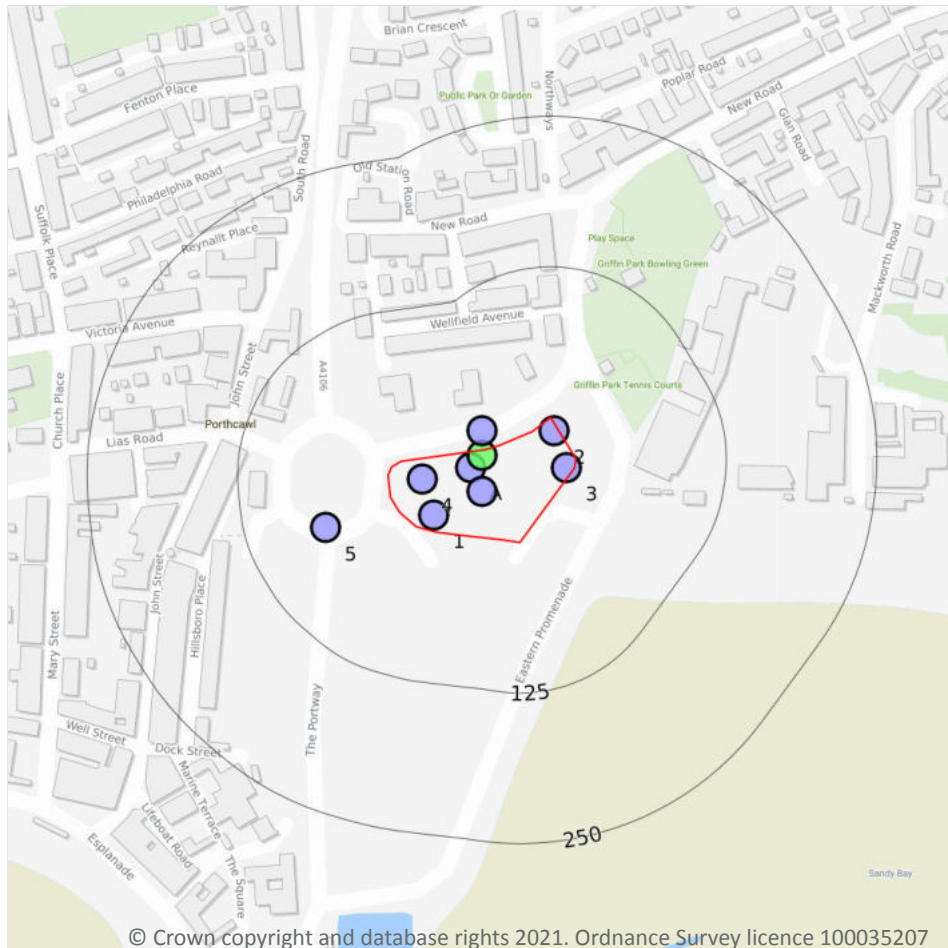 Brian Crescent
Fenton Place
Public Park Or Garden
Northways
Poplar Road
New Road
Glan Road
South Road
Old Station Road
Philadelphia Road
Suffolk Place
Reynallt Place
New Road
Play Space
Griffin Park Bowling Green
Mackworth Road
Victoria Avenue
Wellfield Avenue
John Street
A4106
Griffin Park Tennis Courts
Church Place
Porthcawl
Lias Road
2
3
A
4
1
5
John Street
Hillsboro Place
Mary Street
Eastern Promenade
125
The Portway
Well Street
Dock Street
Marine Terrace
Lifeboat Road
Esplanade
The Square
250
Sandy Bay
© Crown copyright and database rights 2021. Ordnance Survey licence 100035207